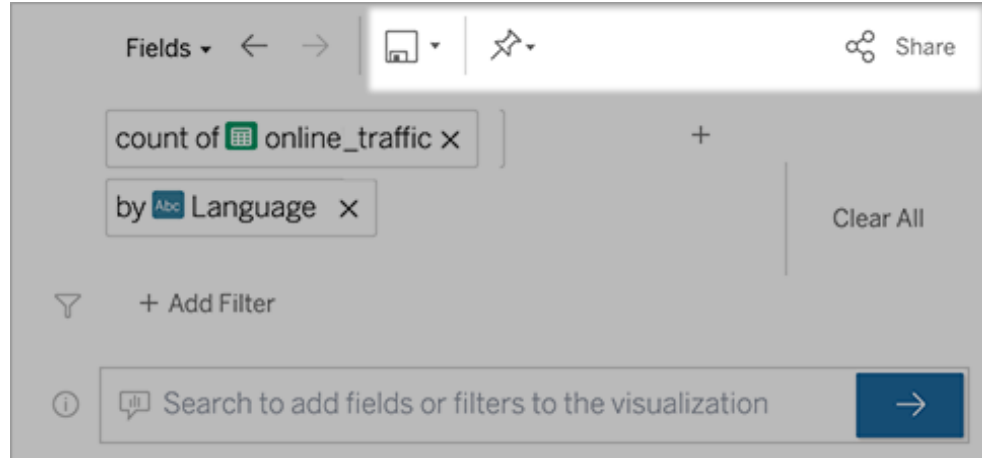 Fields
Share
count of online_traffic ×
+
by Abc Language ×
Clear All
+ Add Filter
Search to add fields or filters to the visualization